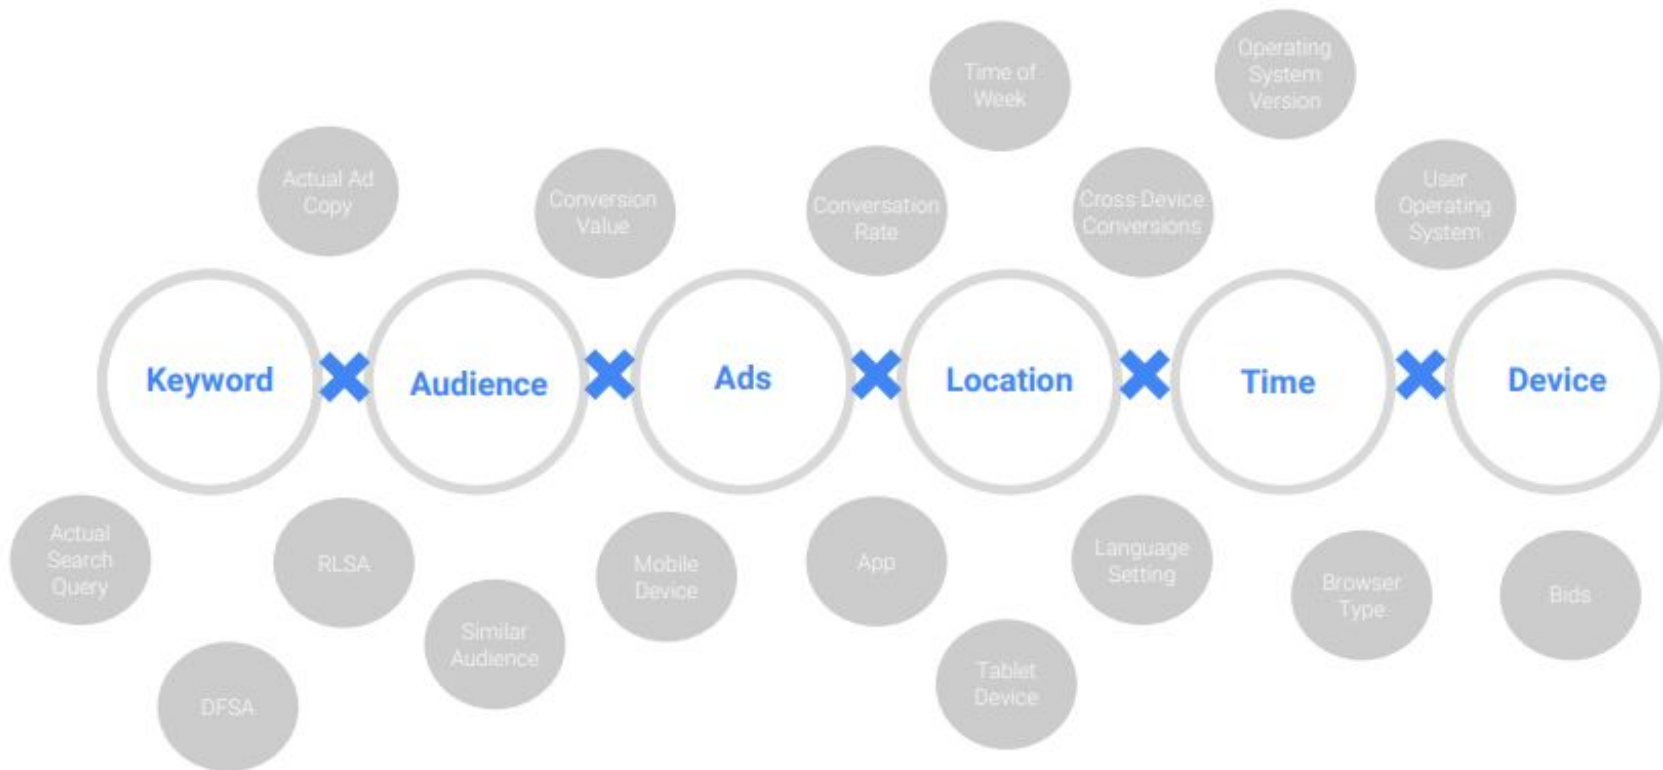 Time of
Week
Operating
System
Version
Actual Ad
Copy
Conversion
Value
Conversation
Rate
Cross Device
Conversions
User
Operating
System
Keyword
Audience
Ads
Location
Time
Device
Actual
Search
Query
RLSA
Similar
Audience
Mobile
Device
App
Language
Setting
Browser
Type
Bids
DFSA
Tablet
Device